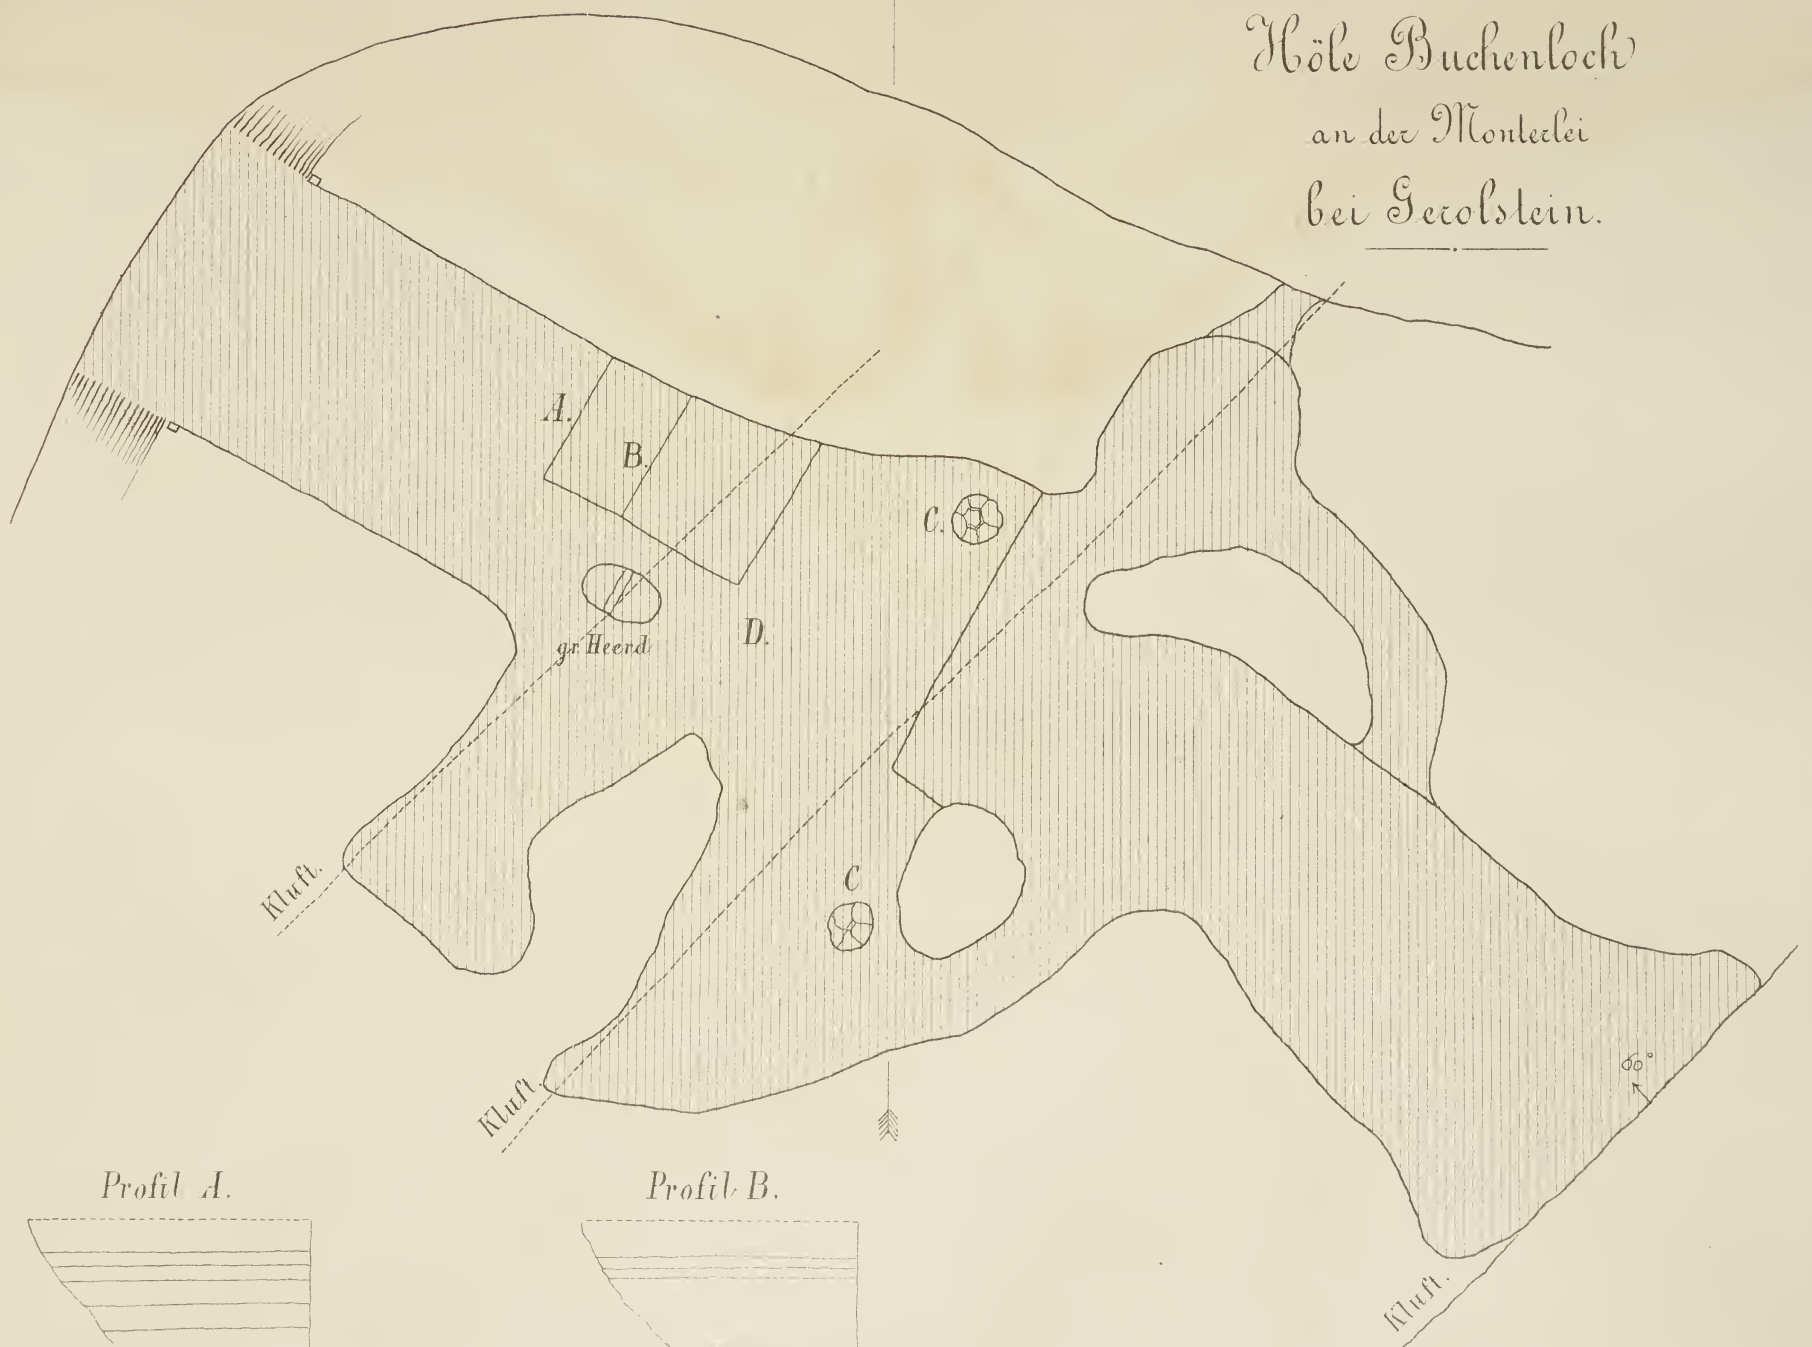 Höle Buchenloch
an der Monterlei
bei Gerolstein.
A.
B.
C.
gr. Heerd
D.
C
Kluft.
Kluft.
60°
Kluft.
Profil A.
Profil B.